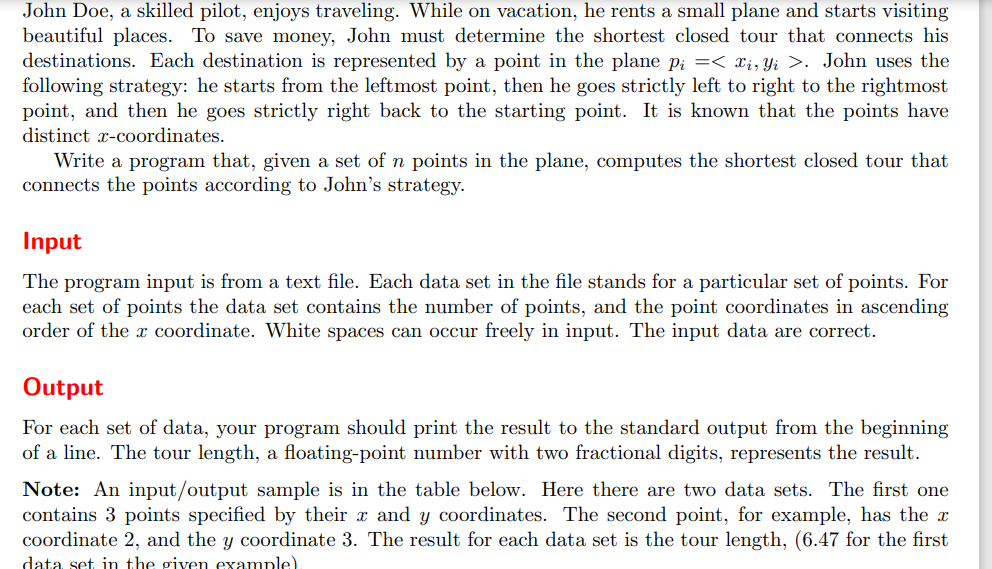 John Doe, a skilled pilot, enjoys traveling. While on vacation, he rents a small plane and starts visiting
beautiful places. To save money, John must determine the shortest closed tour that connects his
destinations. Each destination is represented by a point in the plane pᵢ =< xᵢ, yᵢ >. John uses the
following strategy: he starts from the leftmost point, then he goes strictly left to right to the rightmost
point, and then he goes strictly right back to the starting point. It is known that the points have
distinct x-coordinates.
Write a program that, given a set of n points in the plane, computes the shortest closed tour that
connects the points according to John's strategy.
Input
The program input is from a text file. Each data set in the file stands for a particular set of points. For
each set of points the data set contains the number of points, and the point coordinates in ascending
order of the x coordinate. White spaces can occur freely in input. The input data are correct.
Output
For each set of data, your program should print the result to the standard output from the beginning
of a line. The tour length, a floating-point number with two fractional digits, represents the result.
Note: An input/output sample is in the table below. Here there are two data sets. The first one
contains 3 points specified by their x and y coordinates. The second point, for example, has the x
coordinate 2, and the y coordinate 3. The result for each data set is the tour length, (6.47 for the first
data set in the given example)